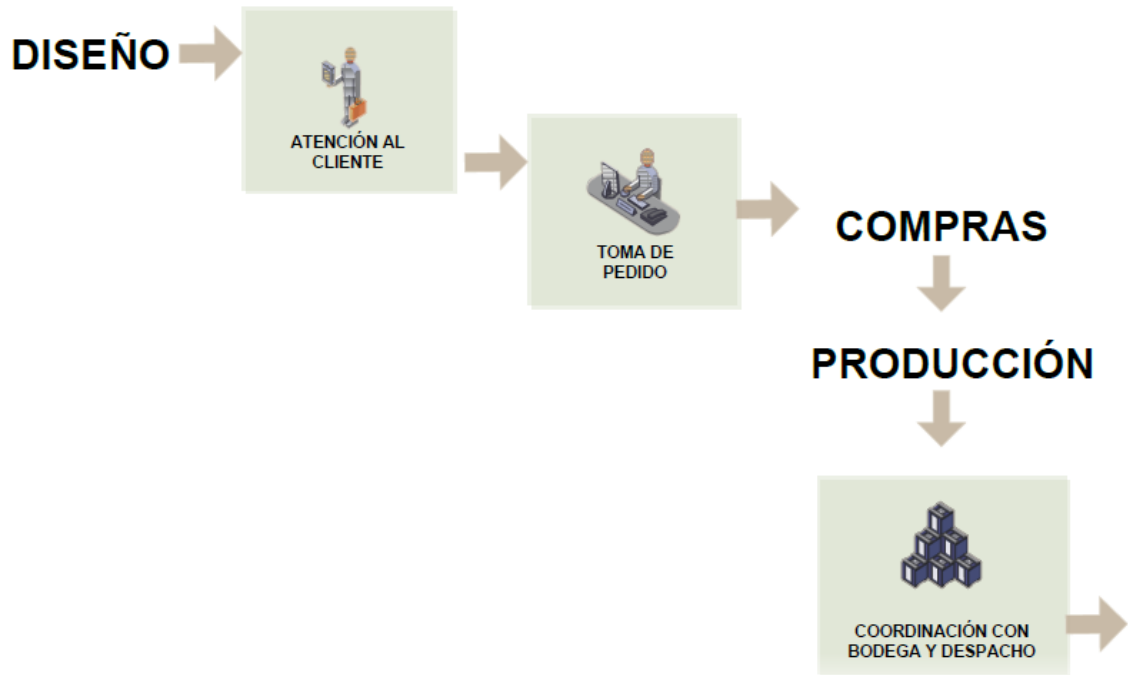 DISEÑO
ATENCIÓN AL
CLIENTE
TOMA DE
PEDIDO
COMPRAS
PRODUCCIÓN
COORDINACIÓN CON
BODEGA Y DESPACHO